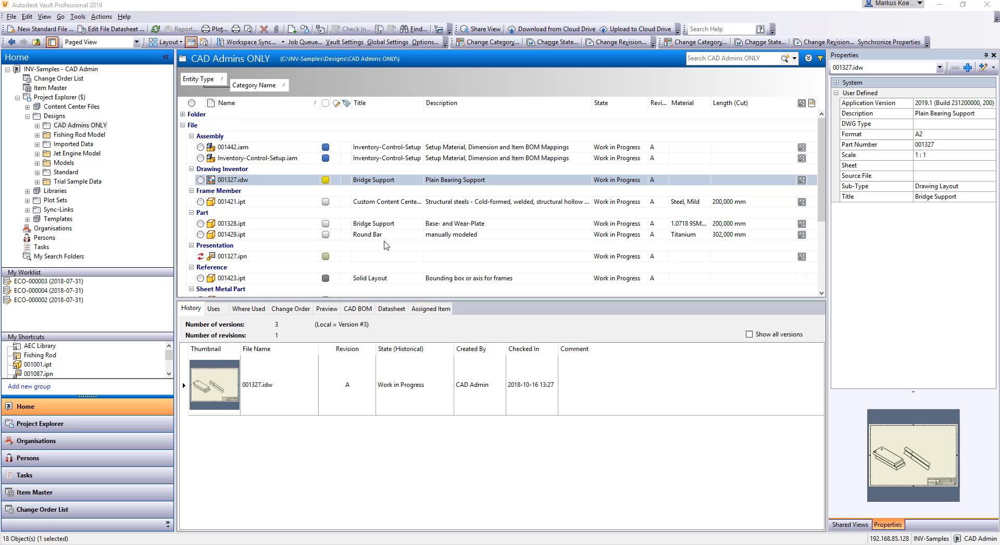 Autodesk Vault Professional 2019
Markus Koe...
File Edit View Go Tools Actions Help
New Standard File ... Edit File Datasheet ... Report... Plot... Check In... Find... Share View Download from Cloud Drive Upload to Cloud Drive Search Help
Paged View Layout Workspace Sync... Job Queue... Vault Settings Global Settings Options... Change Category... Change State... Change Revision... Change Category... Change State... Change Revision... Synchronize Properties
Home
INV-Samples - CAD Admin
Change Order List
Item Master
Project Explorer ($)
Content Center Files
Designs
CAD Admins ONLY
Fishing Rod Model
Imported Data
Jet Engine Model
Models
Standard
Trial Sample Data
Libraries
Plot Sets
Sync-Links
Templates
Organisations
Persons
Tasks
My Search Folders
My Worklist
ECO-000003 (2018-07-31)
ECO-000004 (2018-07-31)
ECO-000002 (2018-07-31)
My Shortcuts
AEC Library
Fishing Rod
001001.ipt
001087.ipn
Add new group
Home
Project Explorer
Organisations
Persons
Tasks
Item Master
Change Order List
CAD Admins ONLY (C:\INV-Samples\Designs\CAD Admins ONLY\) Search CAD Admins ONLY
Entity Type
Category Name
Name Title Description State Revi... Material Length (Cut)
Folder
File
Assembly
001442.iam Inventory-Control-Setup Setup Material, Dimension and Item BOM Mappings Work in Progress A
Inventory-Control-Setup.iam Inventory-Control-Setup Setup Material, Dimension and Item BOM Mappings Work in Progress A
Drawing Inventor
001327.idw Bridge Support Plain Bearing Support Work in Progress A
Frame Member
001421.ipt Custom Content Cente... Structural steels - Cold-formed, welded, structural hollow ... Work in Progress A Steel, Mild 200,000 mm
Part
001328.ipt Bridge Support Base- and Wear-Plate Work in Progress A 1.0718 9SM... 200,000 mm
001429.ipt Round Bar manually modeled Work in Progress A Titanium 302,000 mm
Presentation
001327.ipn Work in Progress A
Reference
001423.ipt Solid Layout Bounding box or axis for frames Work in Progress A
Sheet Metal Part
History Uses Where Used Change Order Preview CAD BOM Datasheet Assigned Item
Number of versions: 3 (Local = Version #3)
Number of revisions: 1
Show all versions
Thumbnail File Name Revision State (Historical) Created By Checked In Comment
001327.idw A Work in Progress CAD Admin 2018-10-16 13:27
Properties
001327.idw
System
User Defined
Application Version 2019.1 (Build 231200000, 200)
Description Plain Bearing Support
DWG Type
Format A2
Part Number 001327
Scale 1 : 1
Sheet
Source File
Sub-Type Drawing Layout
Title Bridge Support
Shared Views Properties
18 Object(s) (1 selected)
192.168.85.128 INV-Samples CAD Admin